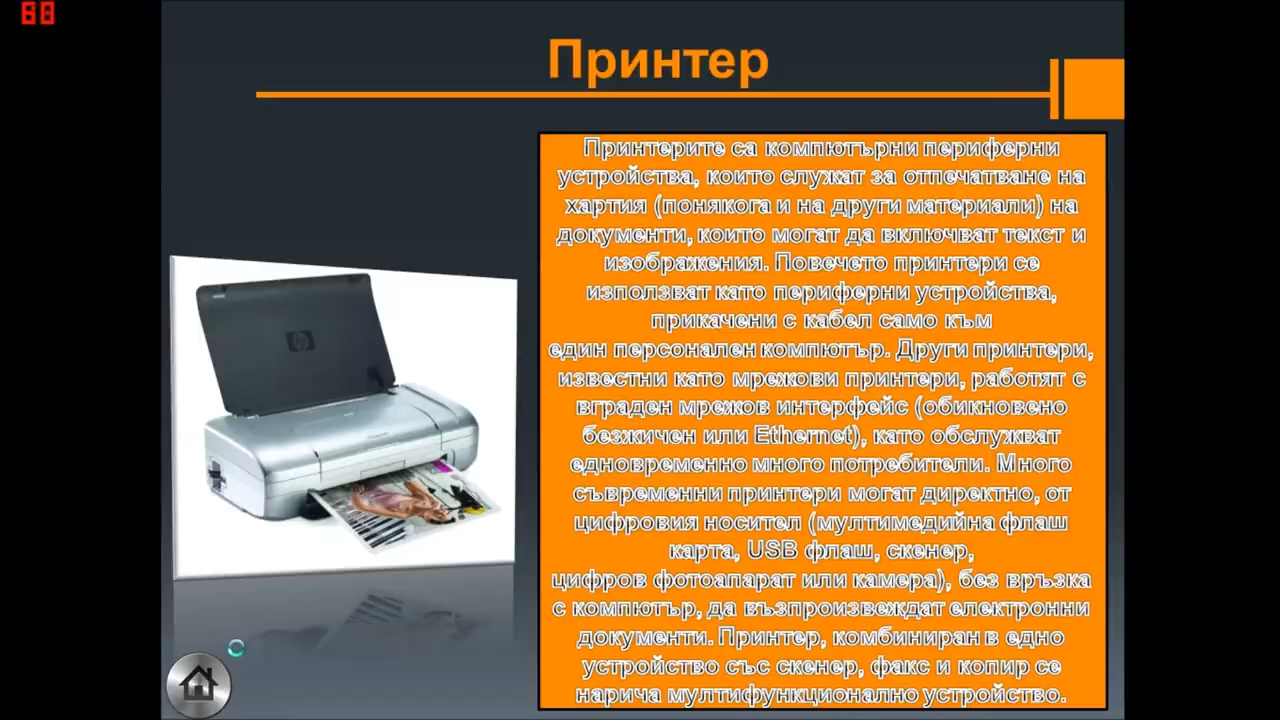 60
Принтер
Принтерите са компютърни периферни
устройства, които служат за отпечатване на
хартия (понякога и на други материали) на
документи, които могат да включват текст и
изображения. Повечето принтери се
използват като периферни устройства,
прикачени с кабел само към
един персонален компютър. Други принтери,
известни като мрежови принтери, работят с
вграден мрежов интерфейс (обикновено
безжичен или Ethernet), като обслужват
едновременно много потребители. Много
съвременни принтери могат директно, от
цифровия носител (мултимедийна флаш
карта, USB флаш, скенер,
цифров фотоапарат или камера), без връзка
с компютър, да възпроизвеждат електронни
документи. Принтер, комбиниран в едно
устройство със скенер, факс и копир се
нарича мултифункционално устройство.
hp